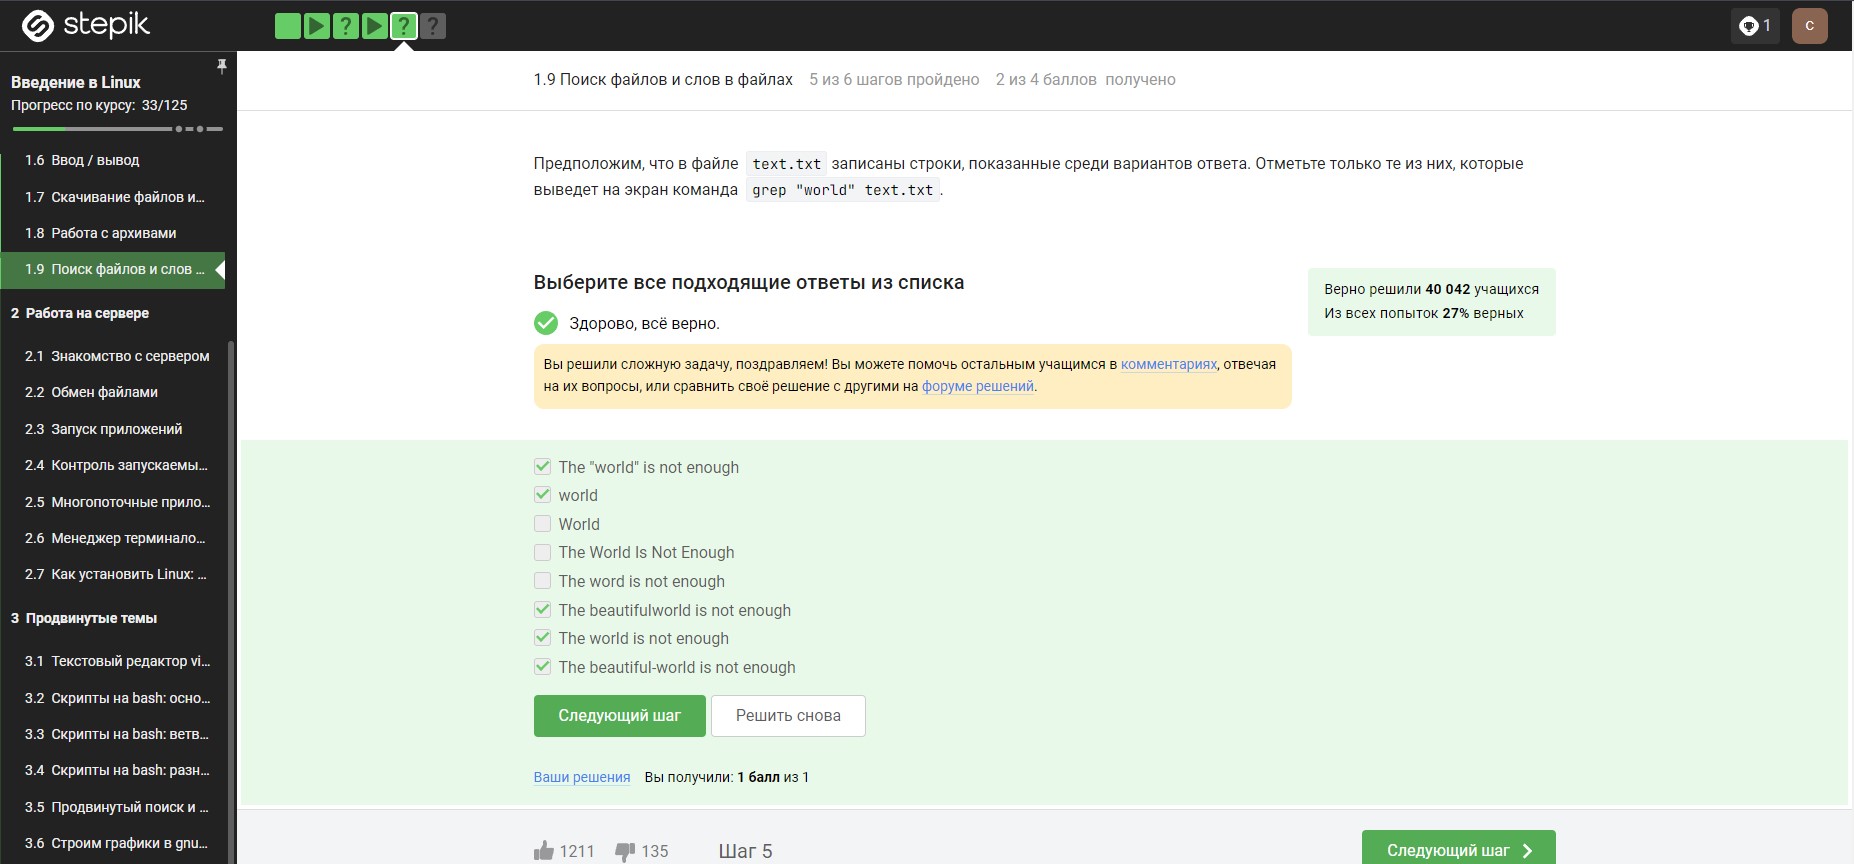 stepik
?
?
?
1
C
Введение в Linux
Прогресс по курсу: 33/125
1.6 Ввод / вывод
1.7 Скачивание файлов и...
1.8 Работа с архивами
1.9 Поиск файлов и слов ...
2 Работа на сервере
2.1 Знакомство с сервером
2.2 Обмен файлами
2.3 Запуск приложений
2.4 Контроль запускаемы...
2.5 Многопоточные прило...
2.6 Менеджер терминало...
2.7 Как установить Linux: ...
3 Продвинутые темы
3.1 Текстовый редактор vi...
3.2 Скрипты на bash: осно...
3.3 Скрипты на bash: ветв...
3.4 Скрипты на bash: разн...
3.5 Продвинутый поиск и ...
3.6 Строим графики в gnu...
1.9 Поиск файлов и слов в файлах 5 из 6 шагов пройдено 2 из 4 баллов получено
Предположим, что в файле text.txt записаны строки, показанные среди вариантов ответа. Отметьте только те из них, которые
выведет на экран команда grep "world" text.txt.
Выберите все подходящие ответы из списка
Здорово, всё верно.
Верно решили 40 042 учащихся
Из всех попыток 27% верных
Вы решили сложную задачу, поздравляем! Вы можете помочь остальным учащимся в комментариях, отвечая
на их вопросы, или сравнить своё решение с другими на форуме решений.
The "world" is not enough
world
World
The World Is Not Enough
The word is not enough
The beautifulworld is not enough
The world is not enough
The beautiful-world is not enough
Следующий шаг
Решить снова
Ваши решения Вы получили: 1 балл из 1
1211 135 Шаг 5
Следующий шаг